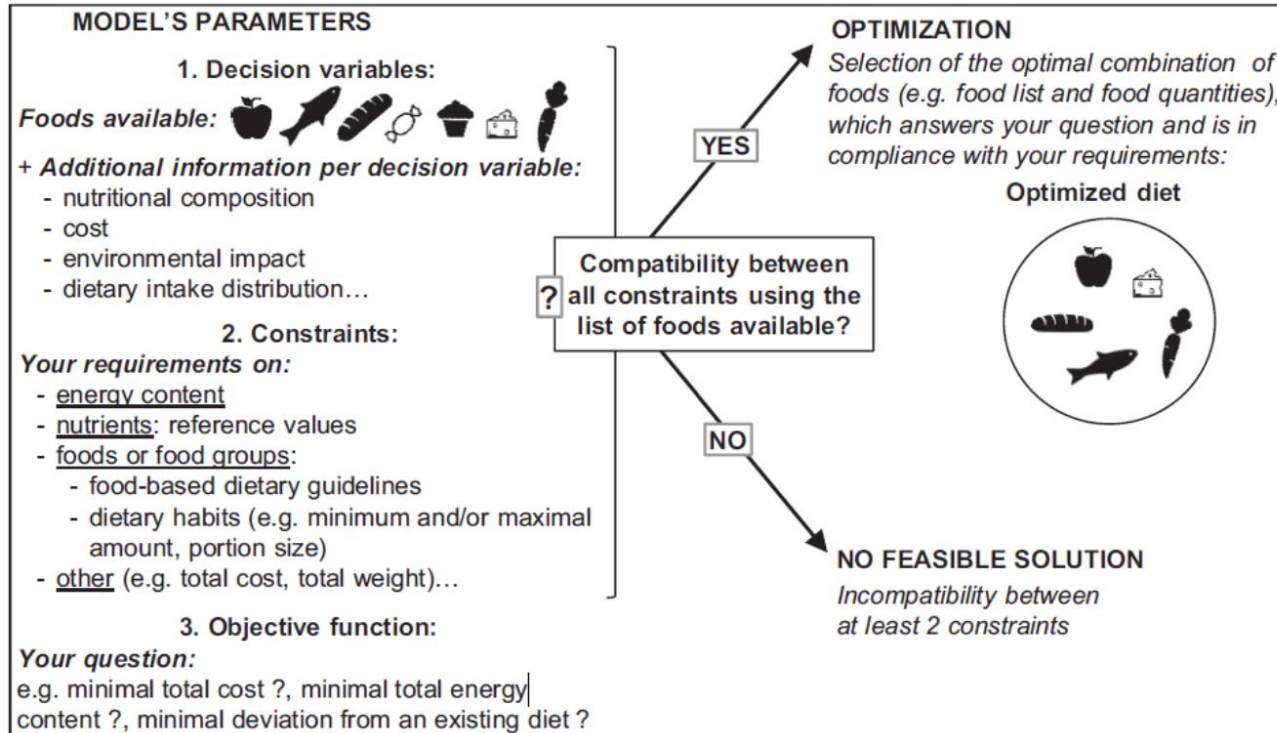 MODEL'S PARAMETERS
1. Decision variables:
Foods available:
+ Additional information per decision variable:
- nutritional composition
- cost
- environmental impact
- dietary intake distribution…
2. Constraints:
Your requirements on:
- energy content
- nutrients: reference values
- foods or food groups:
- food-based dietary guidelines
- dietary habits (e.g. minimum and/or maximal
amount, portion size)
- other (e.g. total cost, total weight)…
3. Objective function:
Your question:
e.g. minimal total cost ?, minimal total energy
content ?, minimal deviation from an existing diet ?
?
Compatibility between
all constraints using the
list of foods available?
YES
OPTIMIZATION
Selection of the optimal combination of
foods (e.g. food list and food quantities),
which answers your question and is in
compliance with your requirements:
Optimized diet
NO
NO FEASIBLE SOLUTION
Incompatibility between
at least 2 constraints